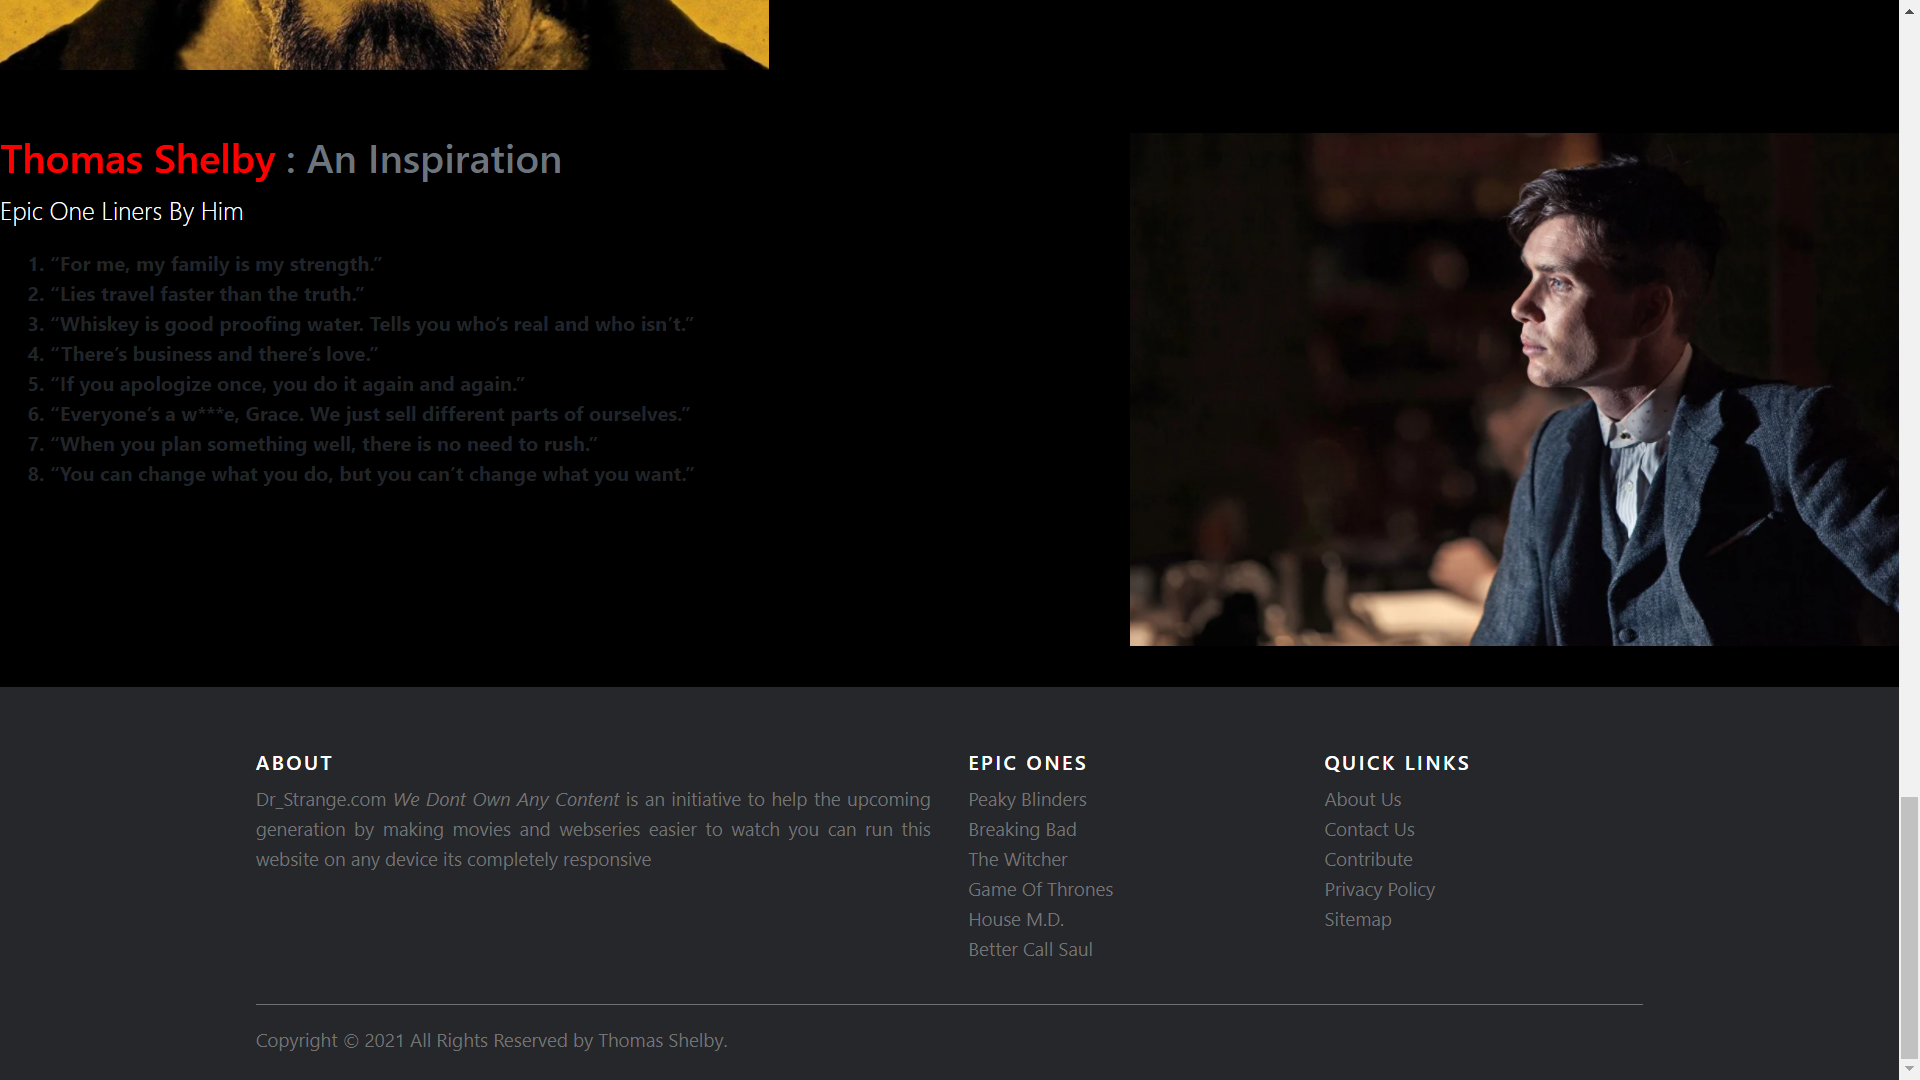 Thomas Shelby : An Inspiration
Epic One Liners By Him
1. “For me, my family is my strength.”
2. “Lies travel faster than the truth.”
3. “Whiskey is good proofing water. Tells you who’s real and who isn’t.”
4. “There’s business and there’s love.”
5. “If you apologize once, you do it again and again.”
6. “Everyone’s a w***e, Grace. We just sell different parts of ourselves.”
7. “When you plan something well, there is no need to rush.”
8. “You can change what you do, but you can’t change what you want.”
ABOUT
Dr_Strange.com We Dont Own Any Content is an initiative to help the upcoming
generation by making movies and webseries easier to watch you can run this
website on any device its completely responsive
EPIC ONES
Peaky Blinders
Breaking Bad
The Witcher
Game Of Thrones
House M.D.
Better Call Saul
QUICK LINKS
About Us
Contact Us
Contribute
Privacy Policy
Sitemap
Copyright © 2021 All Rights Reserved by Thomas Shelby.